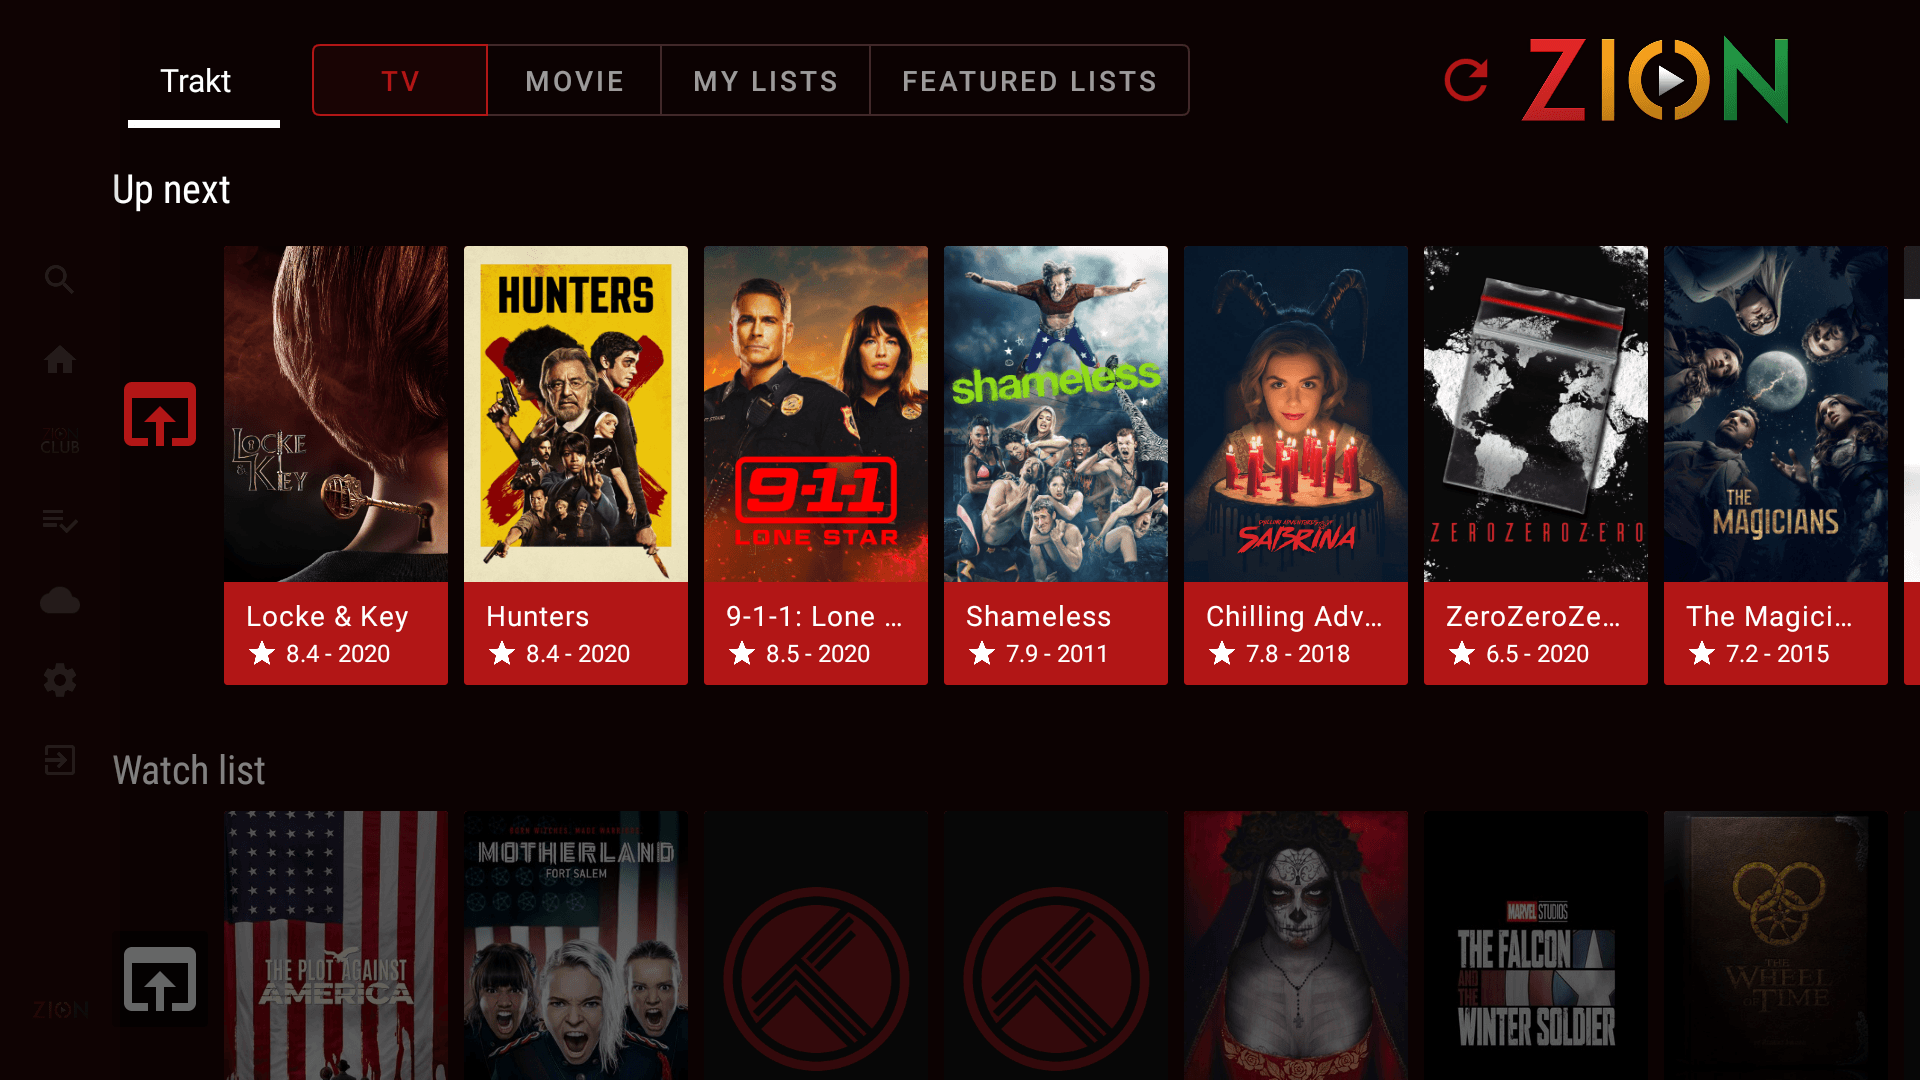 Trakt
TV
MOVIE
MY LISTS
FEATURED LISTS
ZION
Up next
LOCKE
& KEY
HUNTERS
9-1-1
LONE STAR
shameless
CHILLING ADVENTURES OF
SABRINA
ZEROZEROZERO
THE
MAGICIANS
ZION
CLUB
Locke & Key
8.4 - 2020
Hunters
8.4 - 2020
9-1-1: Lone ...
8.5 - 2020
Shameless
7.9 - 2011
Chilling Adv...
7.8 - 2018
ZeroZeroZe...
6.5 - 2020
The Magici...
7.2 - 2015
Watch list
THE PLOT AGAINST
AMERICA
MOTHERLAND
FORT SALEM
MARVEL STUDIOS
THE FALCON
AND THE
WINTER SOLDIER
THE
WHEEL
OF TIME
ZION